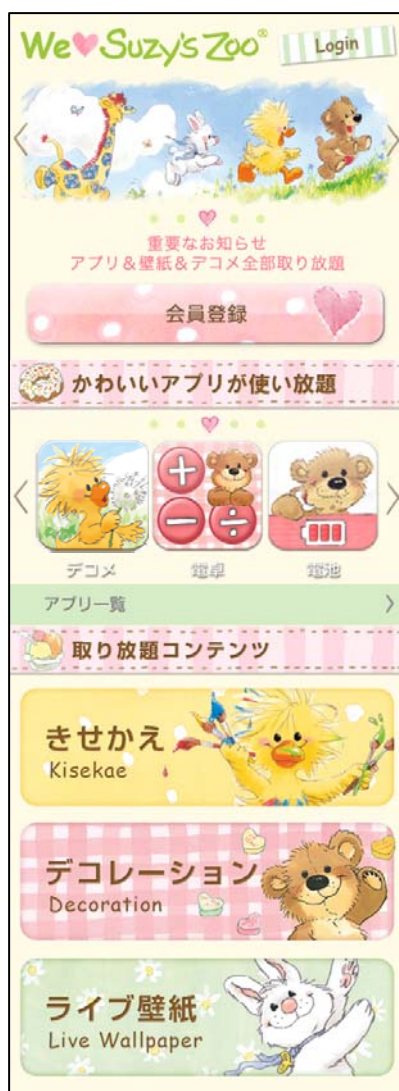 We♥Suzy's Zoo®
Login
重要なお知らせ
アプリ&壁紙&デコメ全部取り放題
会員登録
かわいいアプリが使い放題
デコメ
電卓
電池
アプリ一覧
取り放題コンテンツ
きせかえ
Kisekae
デコレーション
Decoration
ライブ壁紙
Live Wallpaper